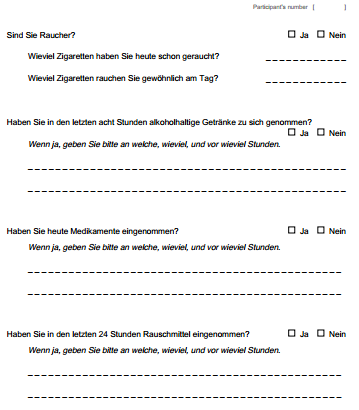 Participant's number [ ]
Sind Sie Raucher? ☐ Ja ☐ Nein
Wieviel Zigaretten haben Sie heute schon geraucht? _ _ _ _ _ _ _ _ _
Wieviel Zigaretten rauchen Sie gewöhnlich am Tag? _ _ _ _ _ _ _ _ _
Haben Sie in den letzten acht Stunden alkoholhaltige Getränke zu sich genommen?
☐ Ja ☐ Nein
Wenn ja, geben Sie bitte an welche, wieviel, und vor wieviel Stunden.
Haben Sie heute Medikamente eingenommen? ☐ Ja ☐ Nein
Wenn ja, geben Sie bitte an welche, wieviel, und vor wieviel Stunden.
Haben Sie in den letzten 24 Stunden Rauschmittel eingenommen? ☐ Ja ☐ Nein
Wenn ja, geben Sie bitte an welche, wieviel, und vor wieviel Stunden.